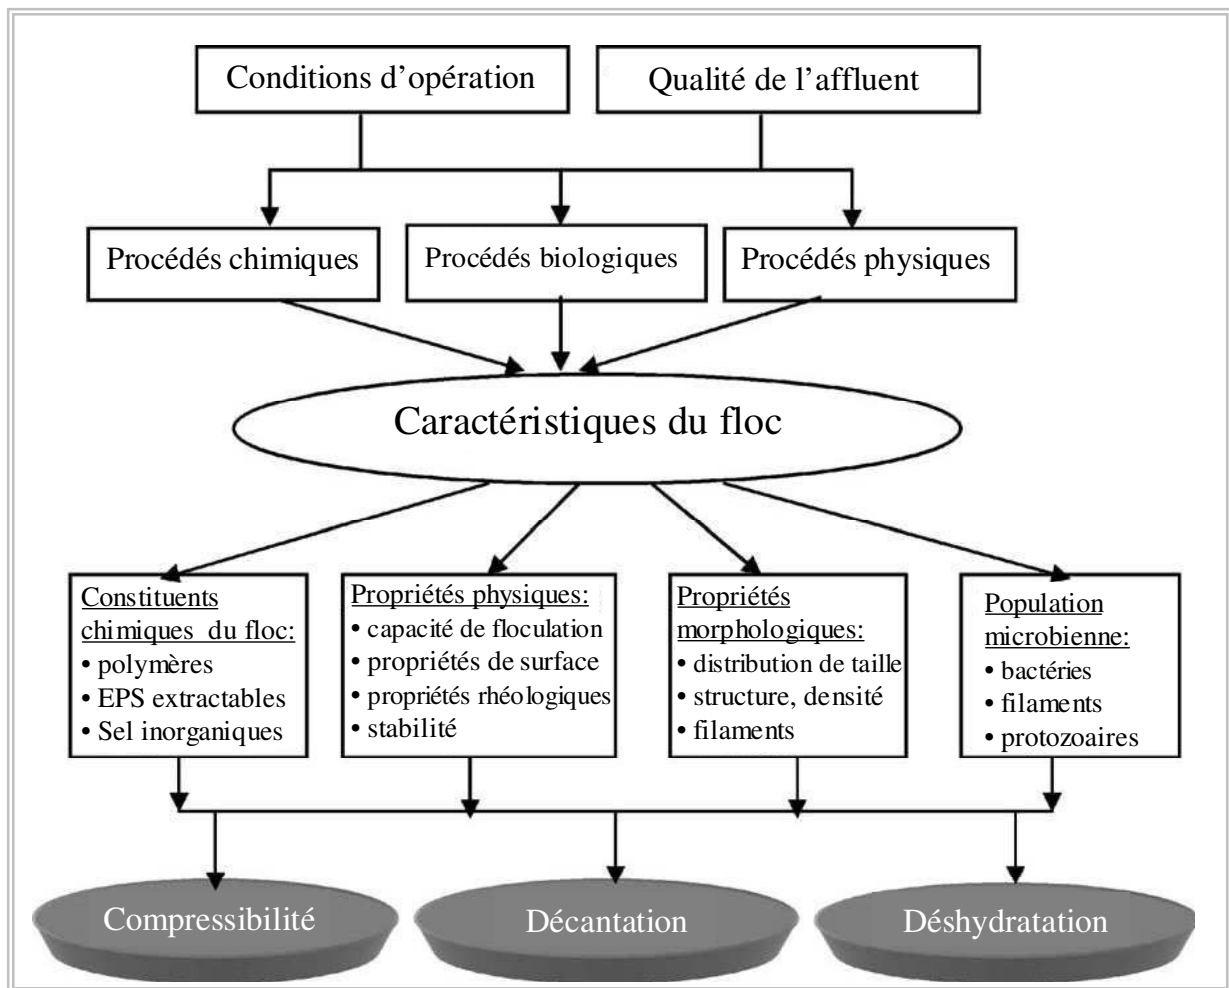 Conditions d’opération
Qualité de l’affluent
Procédés chimiques
Procédés biologiques
Procédés physiques
Caractéristiques du floc
Constituents
chimiques du floc:
• polymères
• EPS extractables
• Sel inorganiques
Propriétés physiques:
• capacité de floculation
• propriétés de surface
• propriétés rhéologiques
• stabilité
Propriétés
morphologiques:
• distribution de taille
• structure, densité
• filaments
Population
microbienne:
• bactéries
• filaments
• protozoaires
Compressibilité
Décantation
Déshydratation